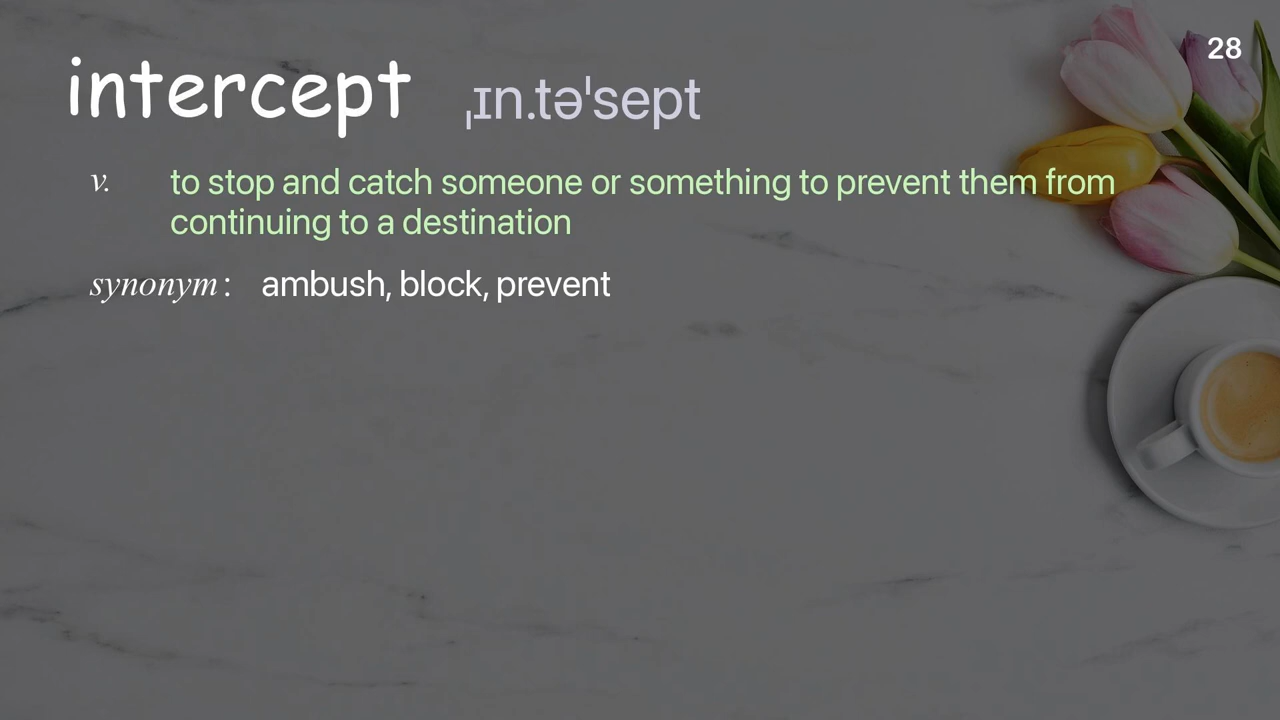 28
intercept ˌɪn.təˈsept
v. to stop and catch someone or something to prevent them from
continuing to a destination
synonym : ambush, block, prevent